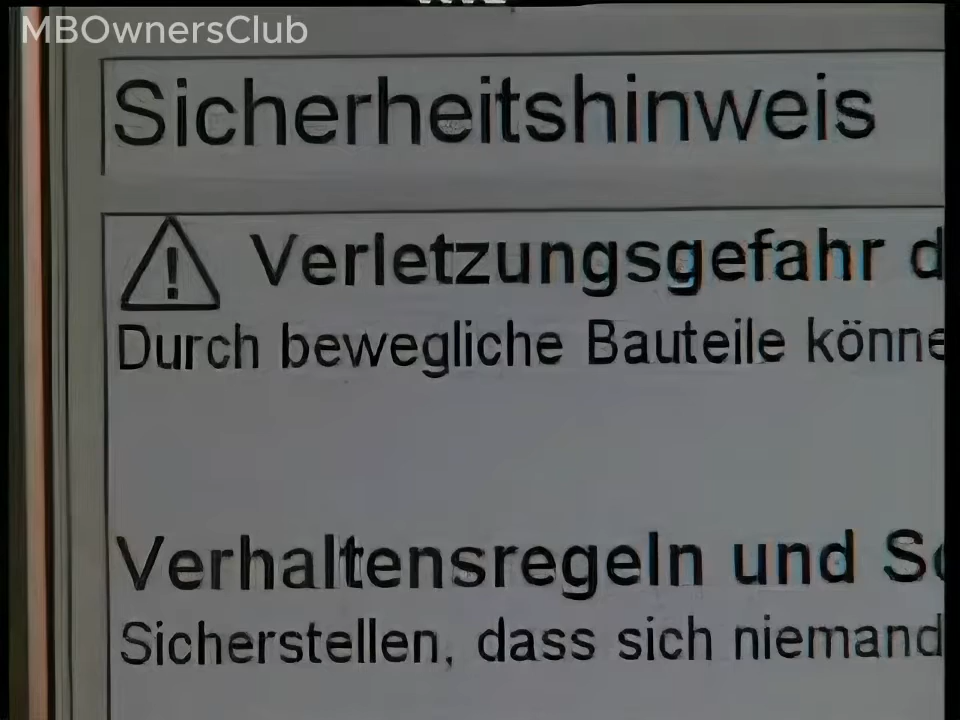 MBOwnersClub
Sicherheitshinweis
Verletzungsgefahr
Durch bewegliche Bauteile
Verhaltensregeln und
Sicherstellen, dass sich niemand